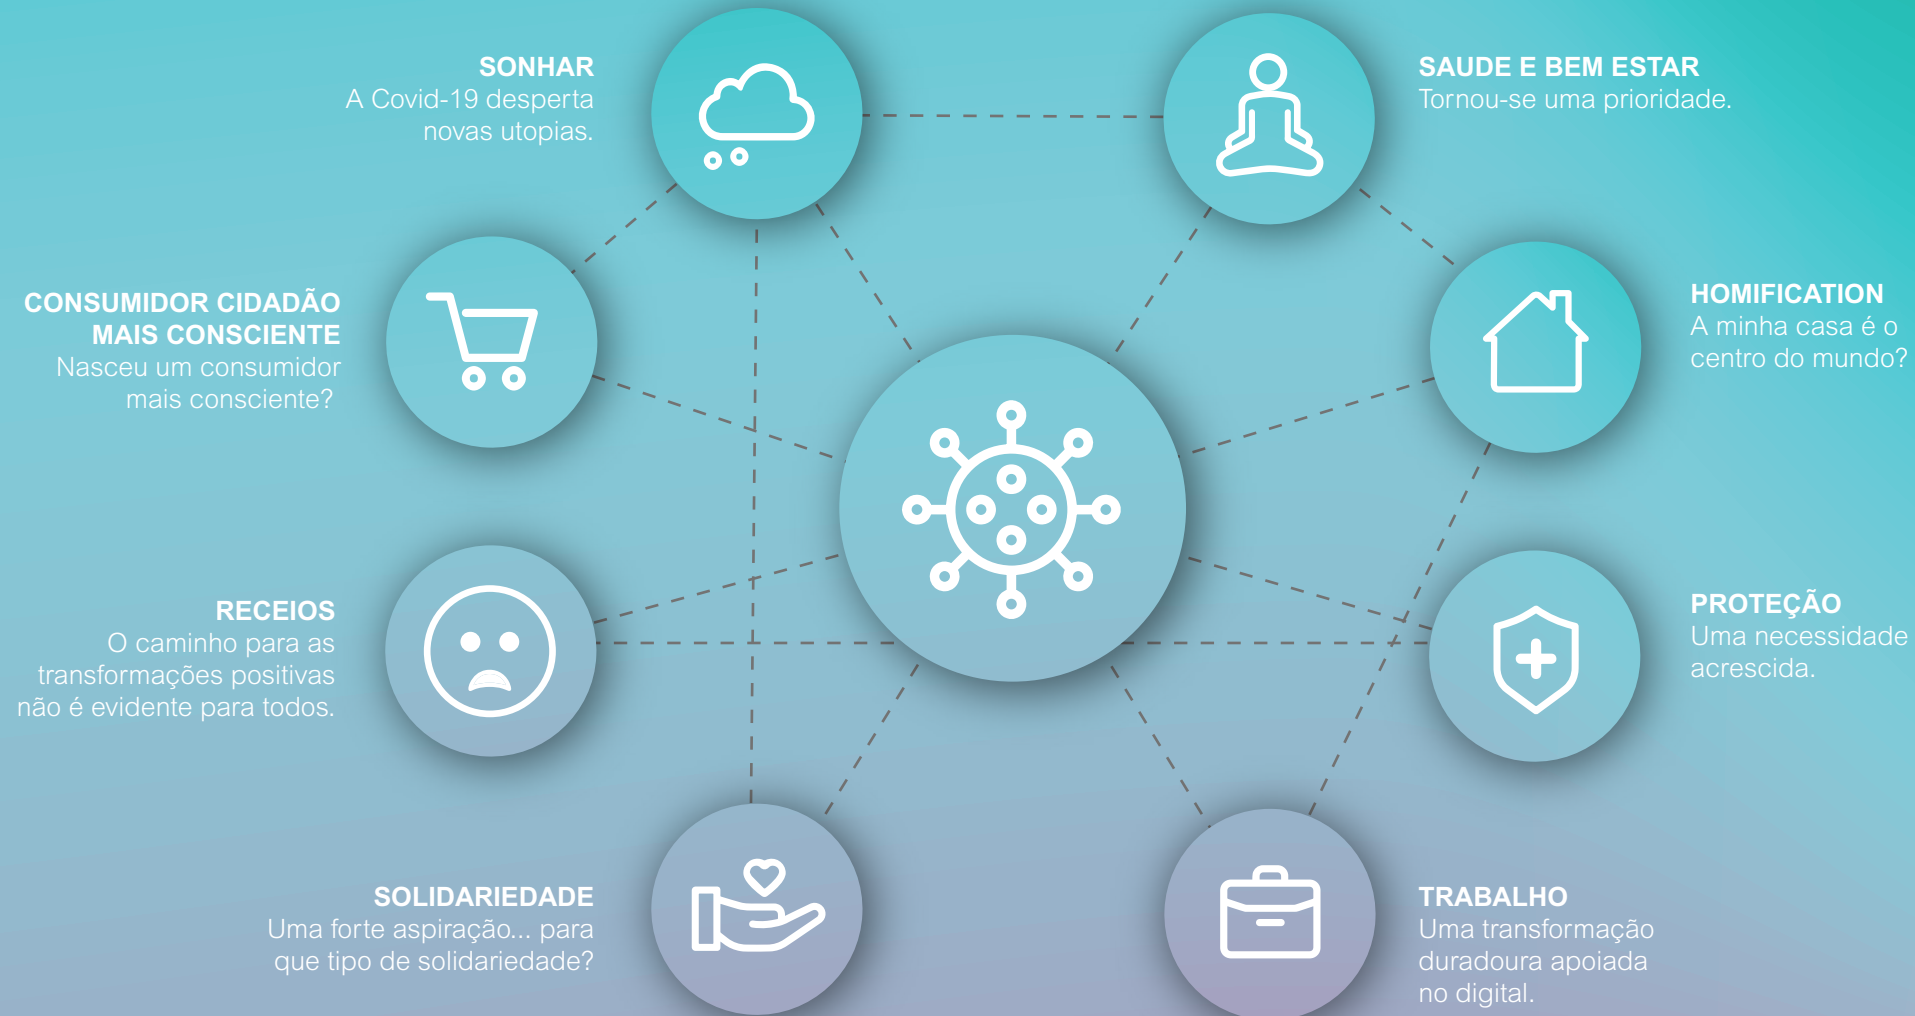 SONHAR
A Covid-19 desperta
novas utopias.
SAUDE E BEM ESTAR
Tornou-se uma prioridade.
CONSUMIDOR CIDADÃO
MAIS CONSCIENTE
Nasceu um consumidor
mais consciente?
HOMIFICATION
A minha casa é o
centro do mundo?
RECEIOS
O caminho para as
transformações positivas
não é evidente para todos.
PROTEÇÃO
Uma necessidade
acrescida.
SOLIDARIEDADE
Uma forte aspiração... para
que tipo de solidariedade?
TRABALHO
Uma transformação
duradoura apoiada
no digital.